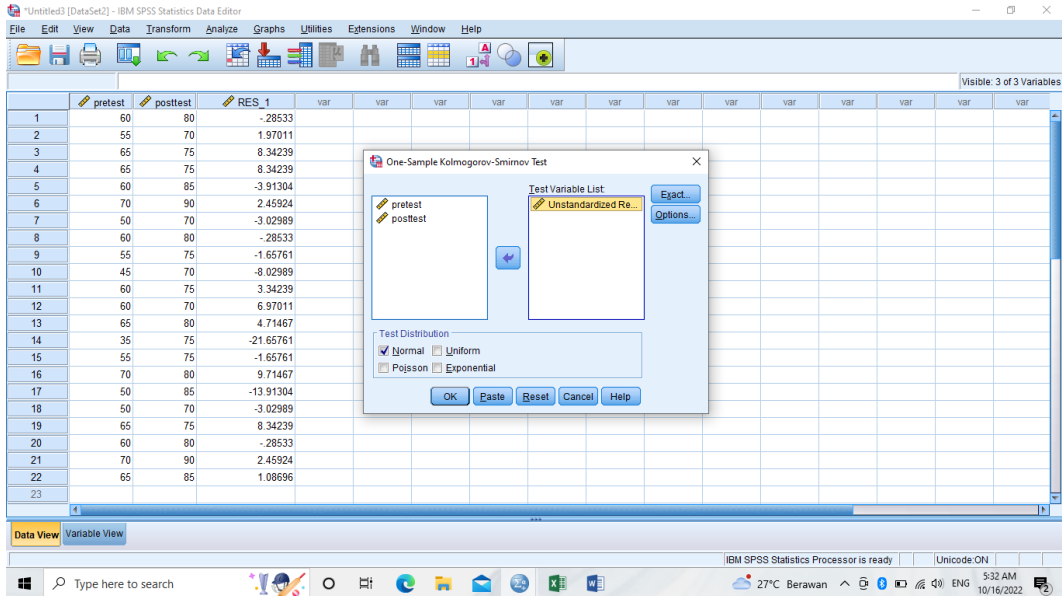 *Untitled3 [DataSet2] - IBM SPSS Statistics Data Editor
File Edit View Data Transform Analyze Graphs Utilities Extensions Window Help
Visible: 3 of 3 Variables
pretest posttest RES_1 var var var var var var var var var var var var var
1 60 80 -.28533
2 55 70 1.97011
3 65 75 8.34239
4 65 75 8.34239
5 60 85 -3.91304
6 70 90 2.45924
7 50 70 -3.02989
8 60 80 -.28533
9 55 75 -1.65761
10 45 70 -8.02989
11 60 75 3.34239
12 60 70 6.97011
13 65 80 4.71467
14 35 75 -21.65761
15 55 75 -1.65761
16 70 80 9.71467
17 50 85 -13.91304
18 50 70 -3.02989
19 65 75 8.34239
20 60 80 -.28533
21 70 90 2.45924
22 65 85 1.08696
23
One-Sample Kolmogorov-Smirnov Test
Test Variable List:
pretest
posttest
Unstandardized Re...
Exact...
Options...
Test Distribution
Normal Uniform
Poisson Exponential
OK Paste Reset Cancel Help
Data View Variable View
IBM SPSS Statistics Processor is ready Unicode:ON
Type here to search
27°C Berawan ENG 5:32 AM
10/16/2022